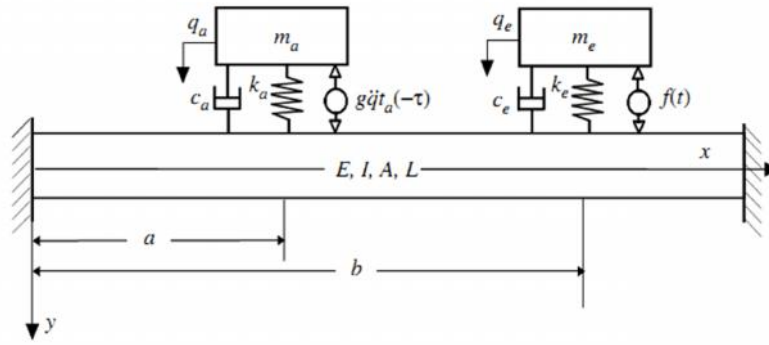 q_a
m_a
q_e
m_e
c_a
k_a
gq̈t_a(−τ)
c_e
k_e
f(t)
x
E, I, A, L
a
b
y